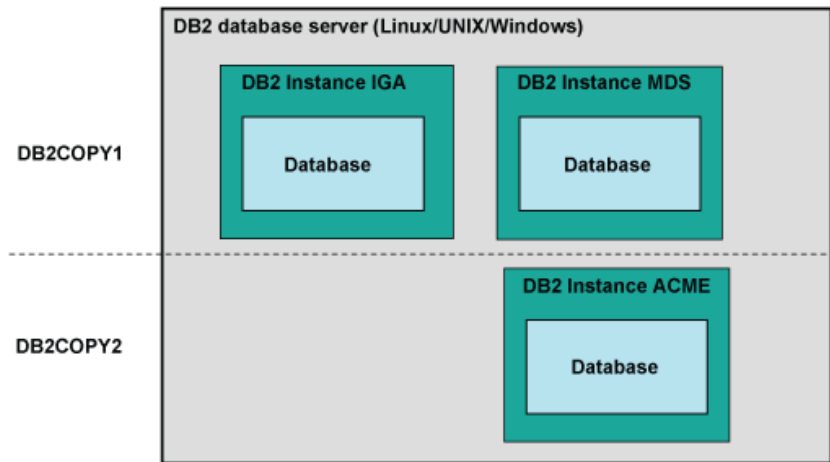 DB2 database server (Linux/UNIX/Windows)
DB2COPY1
DB2 Instance IGA
Database
DB2 Instance MDS
Database
DB2COPY2
DB2 Instance ACME
Database